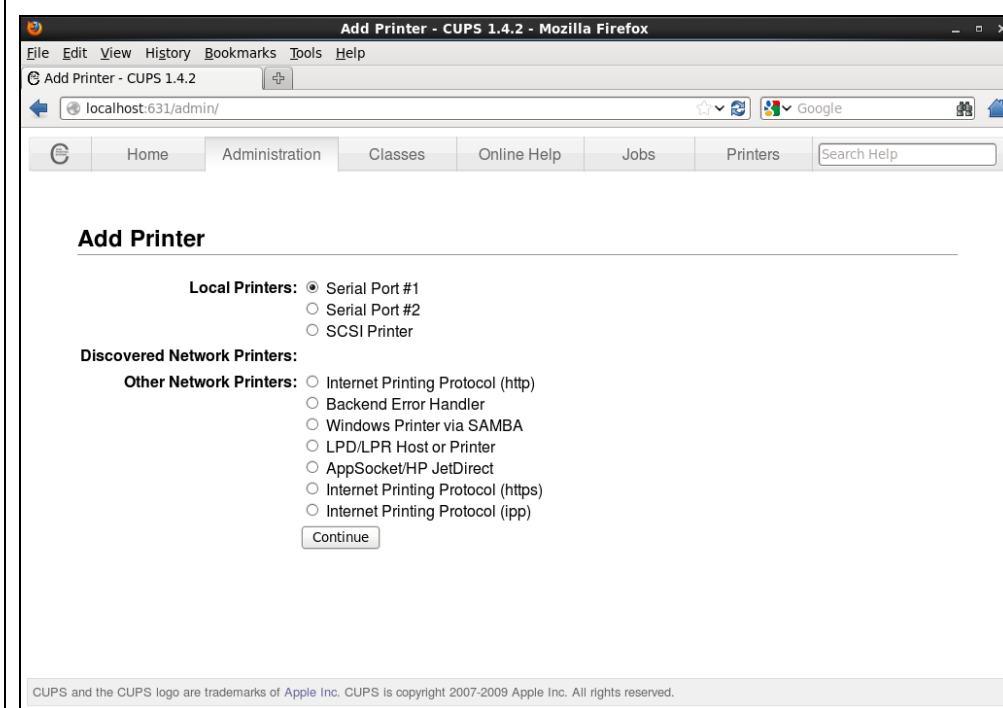 Add Printer - CUPS 1.4.2 - Mozilla Firefox
File Edit View History Bookmarks Tools Help
Add Printer - CUPS 1.4.2
localhost:631/admin/ Google
Home Administration Classes Online Help Jobs Printers Search Help
Add Printer
Local Printers: Serial Port #1
Serial Port #2
SCSI Printer
Discovered Network Printers:
Other Network Printers: Internet Printing Protocol (http)
Backend Error Handler
Windows Printer via SAMBA
LPD/LPR Host or Printer
AppSocket/HP JetDirect
Internet Printing Protocol (https)
Internet Printing Protocol (ipp)
Continue
CUPS and the CUPS logo are trademarks of Apple Inc. CUPS is copyright 2007-2009 Apple Inc. All rights reserved.